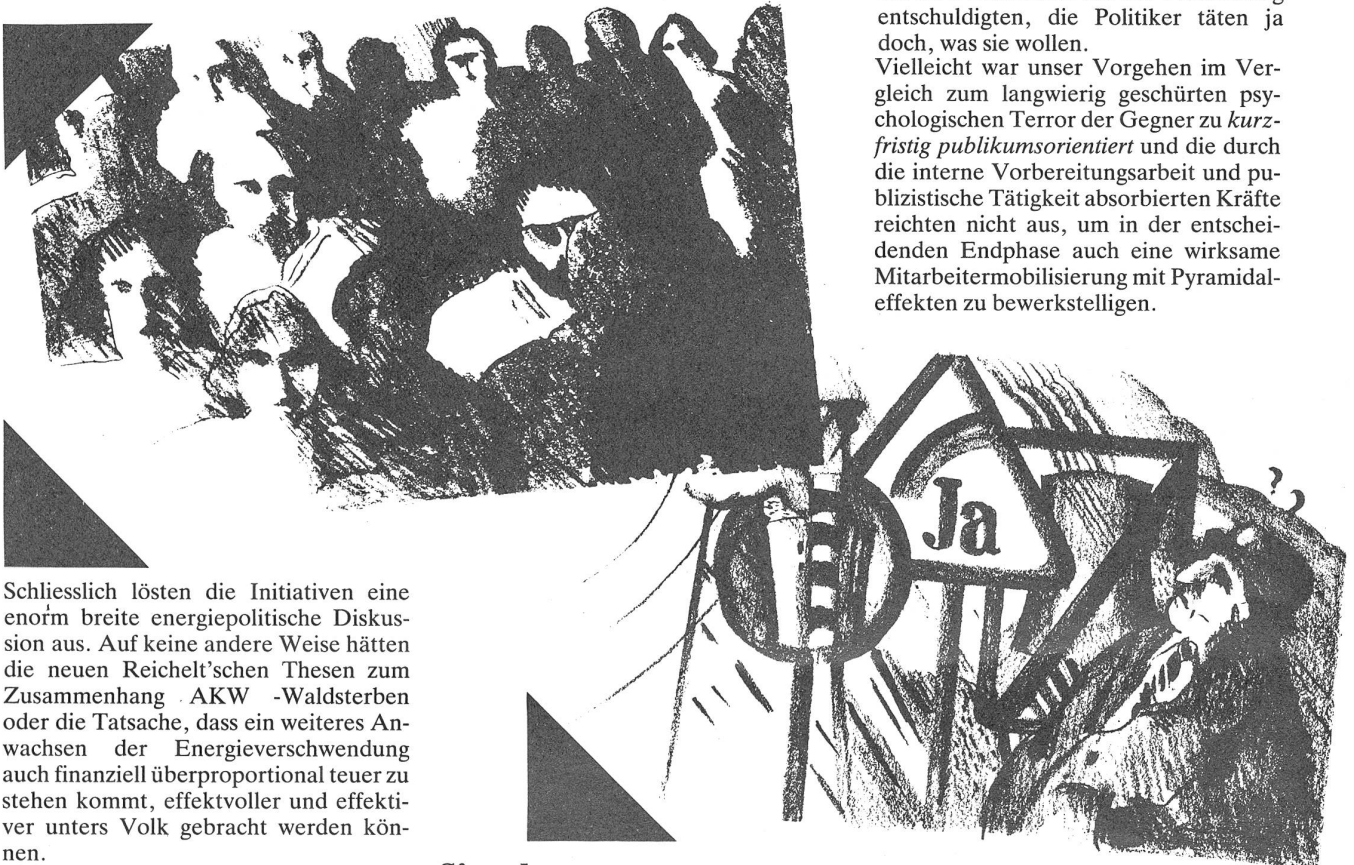 Schliesslich lösten die Initiativen eine
enorm breite energiepolitische Diskus-
sion aus. Auf keine andere Weise hätten
die neuen Reichelt'schen Thesen zum
Zusammenhang AKW -Waldsterben
oder die Tatsache, dass ein weiteres An-
wachsen der Energieverschwendung
auch finanziell überproportional teuer zu
stehen kommt, effektvoller und effekti-
ver unters Volk gebracht werden kön-
nen.
entschuldigten, die Politiker täten ja
doch, was sie wollen.
Vielleicht war unser Vorgehen im Ver-
gleich zum langwierig geschürten psy-
chologischen Terror der Gegner zu kurz-
fristig publikumsorientiert und die durch
die interne Vorbereitungsarbeit und pu-
blizistische Tätigkeit absorbierten Kräfte
reichten nicht aus, um in der entschei-
denden Endphase auch eine wirksame
Mitarbeitermobilisierung mit Pyramidal-
effekten zu bewerkstelligen.
Ja
? ?